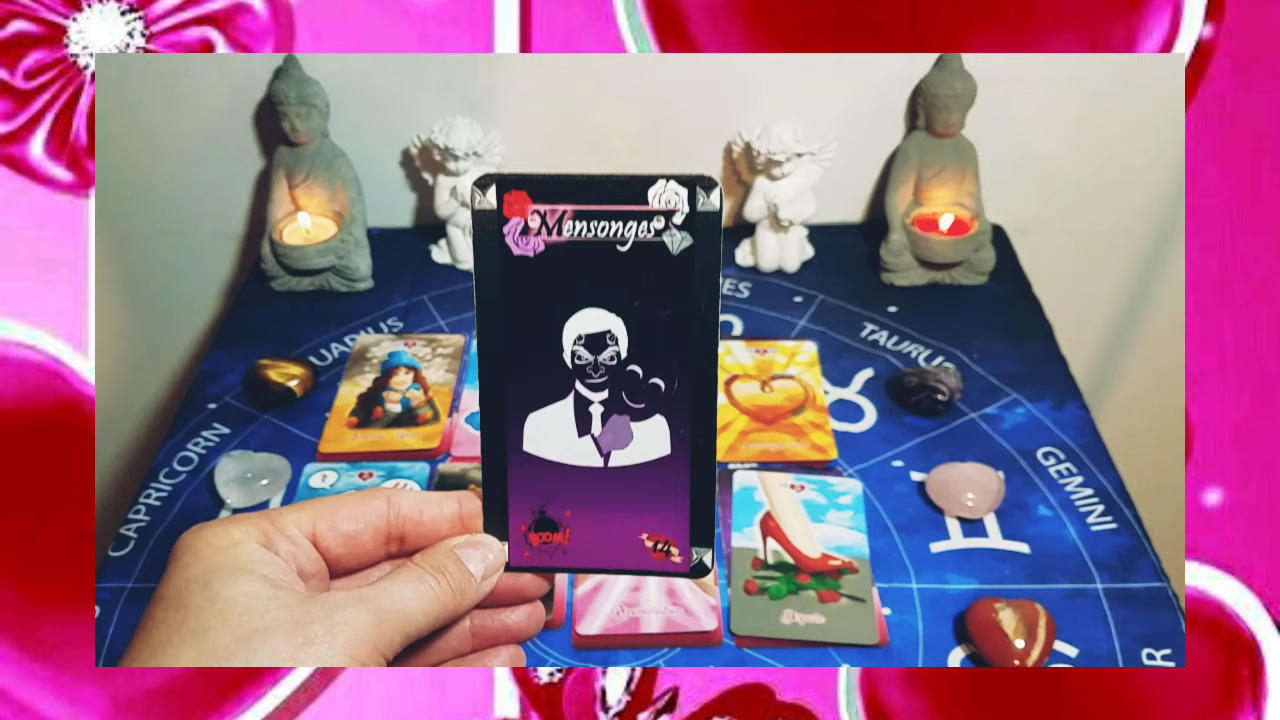 Mensonges
BOOM!
14
ES
UARIUS
TAURUS
CAPRICORN
GEMINI
R